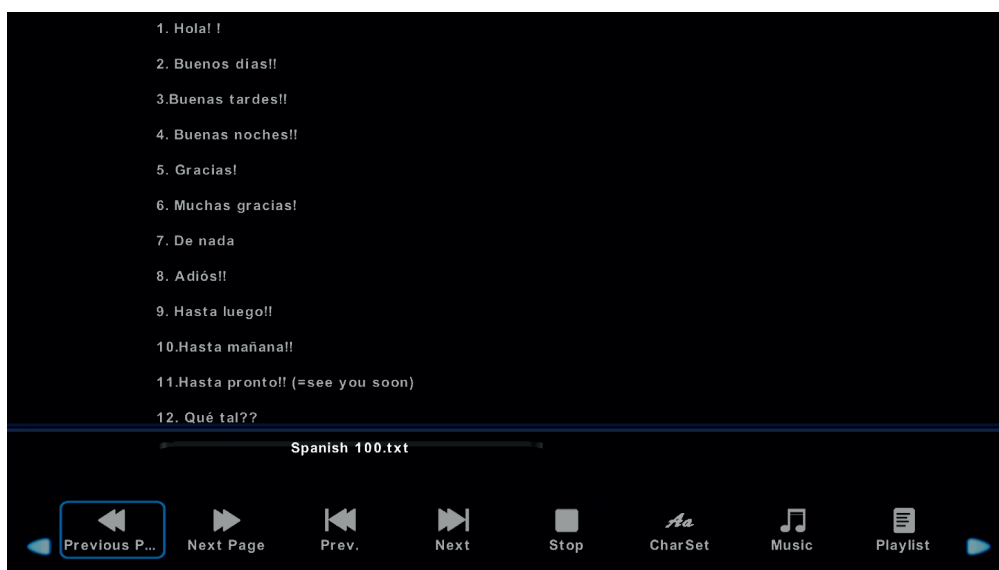 1. Hola! !
2. Buenos días!!
3.Buenas tardes!!
4. Buenas noches!!
5. Gracias!
6. Muchas gracias!
7. De nada
8. Adiós!!
9. Hasta luego!!
10.Hasta mañana!!
11.Hasta pronto!! (=see you soon)
12. Qué tal??
Spanish 100.txt
Previous P... Next Page Prev. Next Stop CharSet Music Playlist